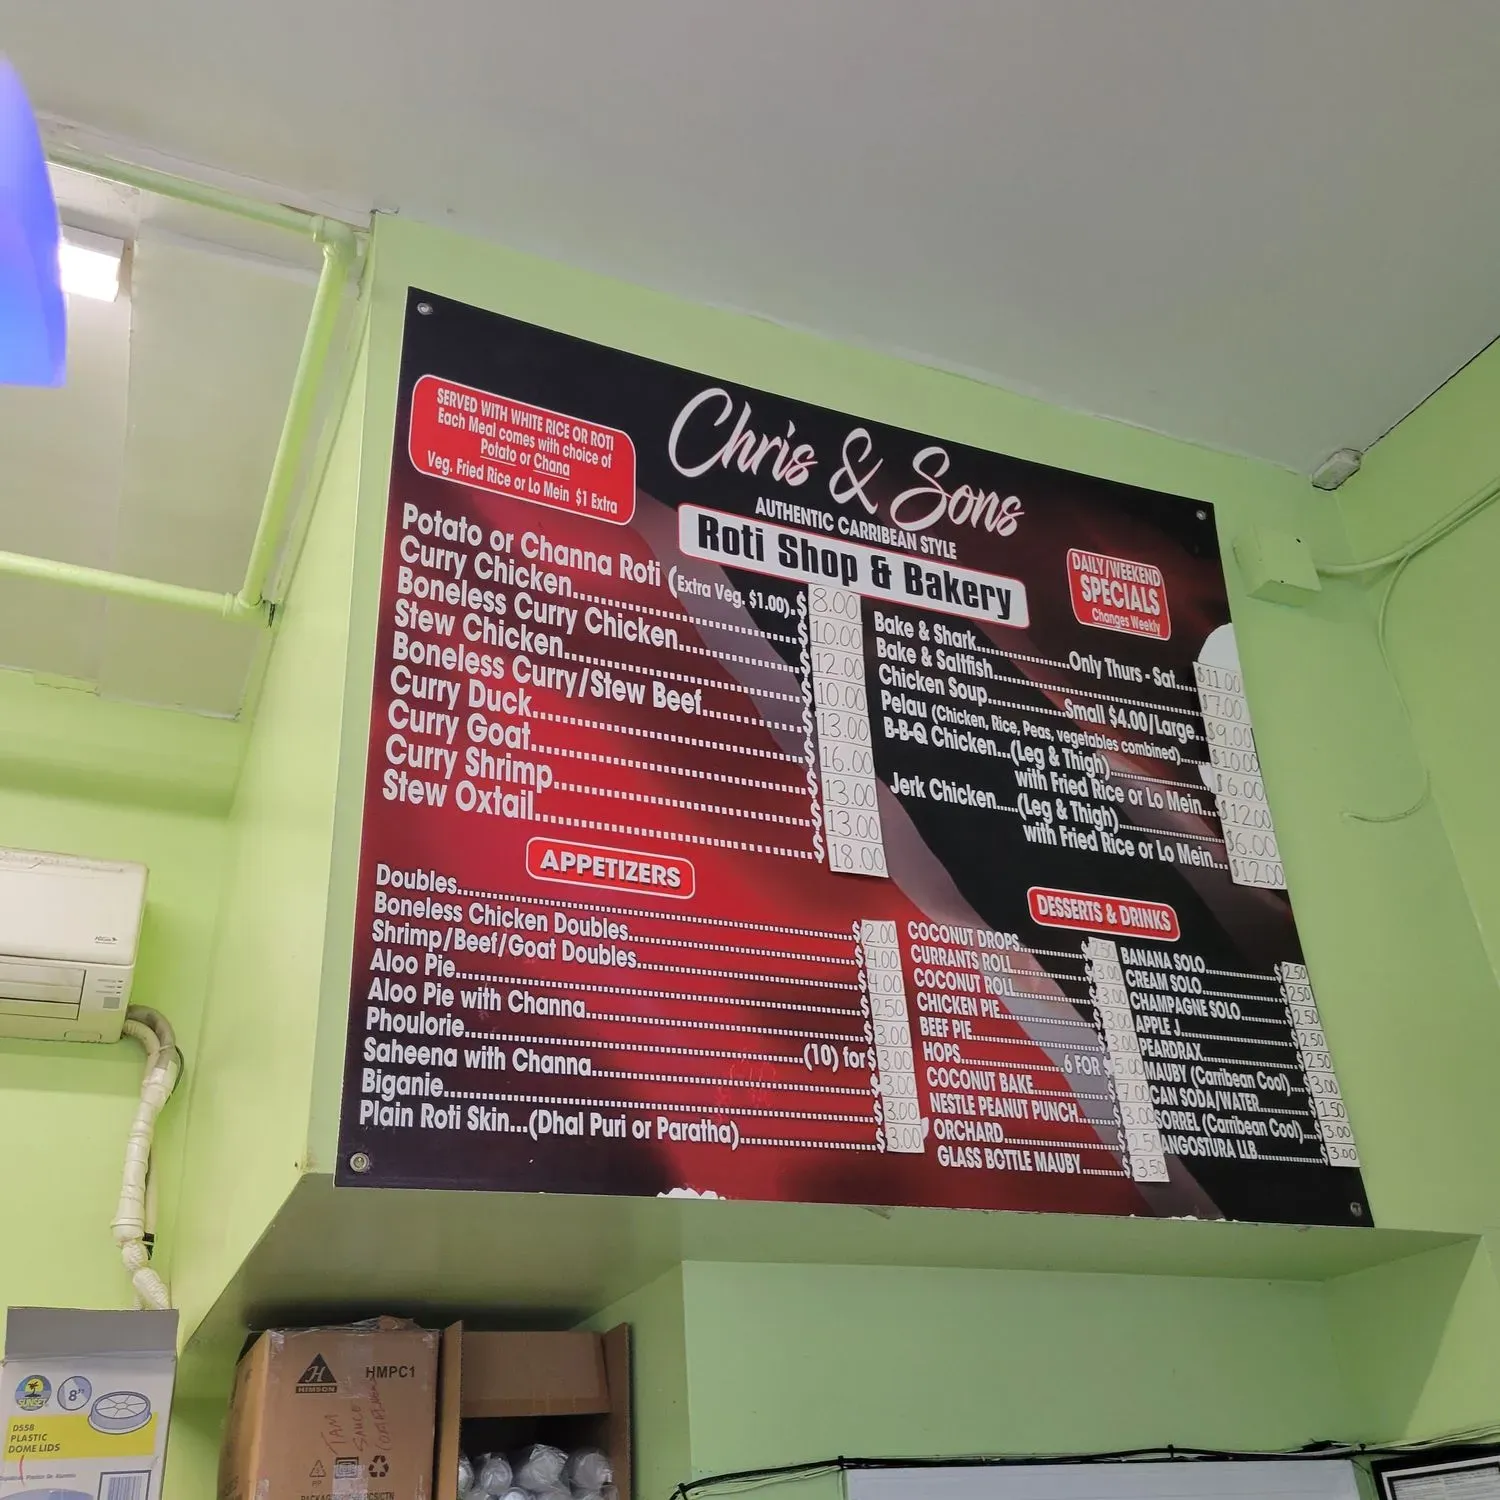 SERVED WITH WHITE RICE OR ROTI
Each Meal comes with choice of
Potato or Chana
Veg. Fried Rice or Lo Mein $1 Extra
Chris & Sons
AUTHENTIC CARRIBEAN STYLE
Roti Shop & Bakery
DAILY/WEEKEND
SPECIALS
Changes Weekly
Potato or Channa Roti (Extra Veg. $1.00).$ 8.00
Curry Chicken $ 10.00
Boneless Curry Chicken $ 12.00
Stew Chicken $ 10.00
Boneless Curry/Stew Beef $ 13.00
Curry Duck $ 16.00
Curry Goat $ 13.00
Curry Shrimp $ 13.00
Stew Oxtail $ 18.00
Bake & Shark Only Thurs - Sat $11.00
Bake & Saltfish $7.00
Chicken Soup Small $4.00/Large $9.00
Pelau (Chicken, Rice, Peas, vegetables combined) $10.00
B-B-Q Chicken...(Leg & Thigh) $6.00
with Fried Rice or Lo Mein $12.00
Jerk Chicken (Leg & Thigh) $6.00
with Fried Rice or Lo Mein $12.00
APPETIZERS
Doubles $ 2.00
Boneless Chicken Doubles $ 4.00
Shrimp/Beef/Goat Doubles $ 4.00
Aloo Pie $ 2.50
Aloo Pie with Channa $ 3.00
Phoulorie (10) for $ 3.00
Saheena with Channa $ 3.00
Biganie $ 3.00
Plain Roti Skin...(Dhal Puri or Paratha) $ 3.00
DESSERTS & DRINKS
COCONUT DROPS
CURRANTS ROLL $ 3.00
COCONUT ROLL $ 3.00
CHICKEN PIE $ 3.00
BEEF PIE $ 3.00
HOPS 6 FOR $ 5.00
COCONUT BAKE $ 7.00
NESTLE PEANUT PUNCH $ 3.00
ORCHARD $ 2.50
GLASS BOTTLE MAUBY $ 3.50
BANANA SOLO $ 2.50
CREAM SOLO $ 2.50
CHAMPAGNE SOLO $ 2.50
APPLE J $ 2.50
PEARDRAX $ 2.50
MAUBY (Carribean Cool) $ 3.00
CAN SODA/WATER $ 1.50
SORREL (Carribean Cool) $ 3.00
ANGOSTURA LLB $ 3.00
SUNSET
8"
DS58
PLASTIC
DOME LIDS
H
HIMSON
HMPC1
TAM
SAUCE
CONTAINER
PP